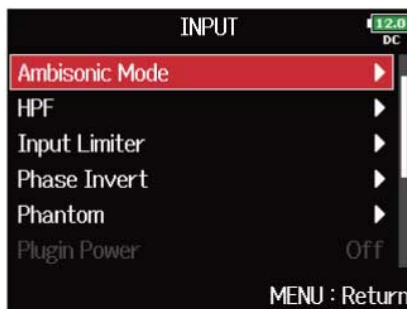 INPUT
12.0
DC
Ambisonic Mode
HPF
Input Limiter
Phase Invert
Phantom
Plugin Power Off
MENU : Return